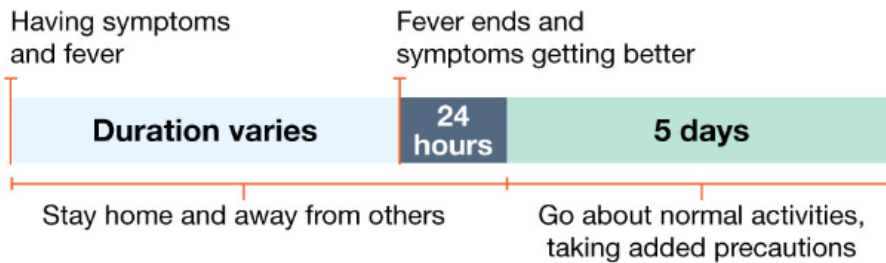 Having symptoms
and fever
Fever ends and
symptoms getting better
Duration varies
24
hours
5 days
Stay home and away from others
Go about normal activities,
taking added precautions